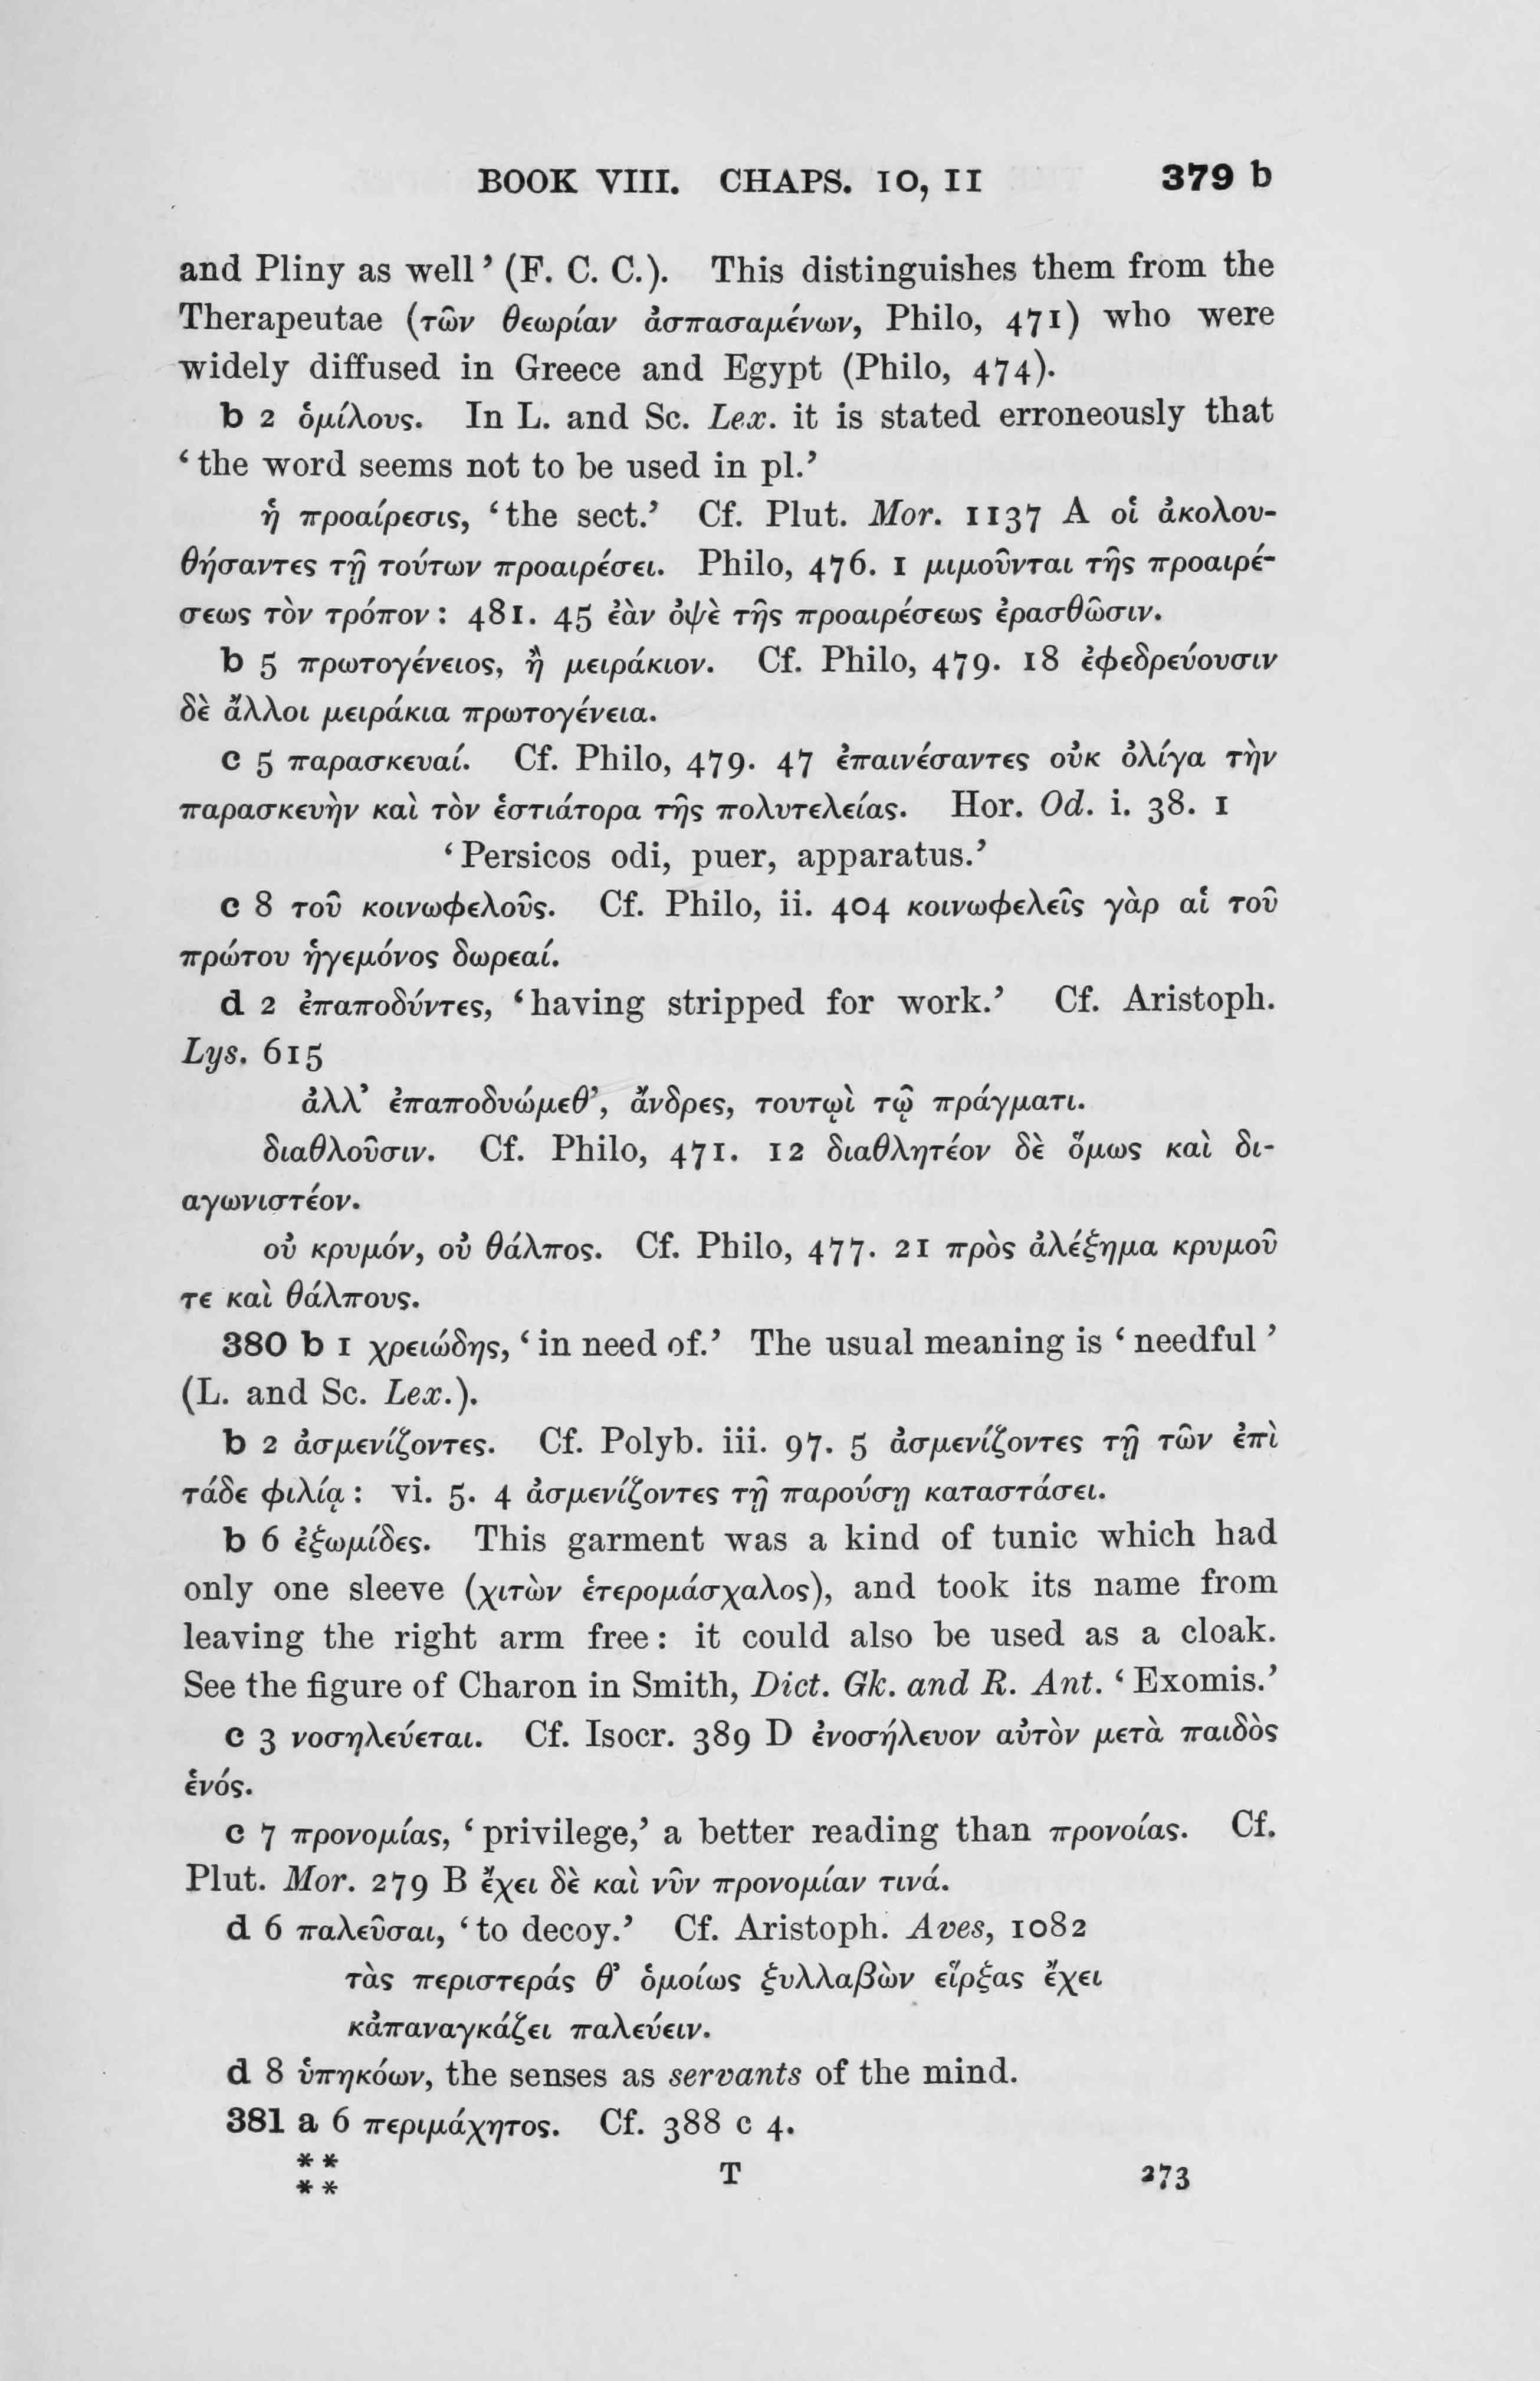 BOOK VIII. CHAPS. 10, 11 379 b
and Pliny as well’ (F. C. C.). This distinguishes them from the
Therapeutae (τῶν θεωρίαν ἀσπασαμένων, Philo, 471) who were
widely diffused in Greece and Egypt (Philo, 474).
b 2 ὁμίλους. In L. and Sc. Lex. it is stated erroneously that
‘the word seems not to be used in pl.’
ἡ προαίρεσις, ‘the sect.’ Cf. Plut. Mor. 1137 A οἱ ἀκολου-
θήσαντες τῇ τούτων προαιρέσει. Philo, 476. 1 μιμοῦνται τῆς προαιρέ-
σεως τὸν τρόπον : 481. 45 ἐὰν ὀψὲ τῆς προαιρέσεως ἐρασθῶσιν.
b 5 πρωτογένειος, ἢ μειράκιον. Cf. Philo, 479. 18 ἐφεδρεύουσιν
δὲ ἄλλοι μειράκια πρωτογένεια.
c 5 παρασκευαί. Cf. Philo, 479. 47 ἐπαινέσαντες οὐκ ὀλίγα τὴν
παρασκευὴν καὶ τὸν ἑστιάτορα τῆς πολυτελείας. Hor. Od. i. 38. 1
‘Persicos odi, puer, apparatus.’
c 8 τοῦ κοινωφελοῦς. Cf. Philo, ii. 404 κοινωφελεῖς γὰρ αἱ τοῦ
πρώτου ἡγεμόνος δωρεαί.
d 2 ἐπαποδύντες, ‘having stripped for work.’ Cf. Aristoph.
Lys. 615
ἀλλ’ ἐπαποδυώμεθ’, ἄνδρες, τουτῳὶ τῷ πράγματι.
διαθλοῦσιν. Cf. Philo, 471. 12 διαθλητέον δὲ ὅμως καὶ δι-
αγωνιστέον.
οὐ κρυμόν, οὐ θάλπος. Cf. Philo, 477. 21 πρὸς ἀλέξημα κρυμοῦ
τε καὶ θάλπους.
380 b 1 χρειώδης, ‘in need of.’ The usual meaning is ‘needful’
(L. and Sc. Lex.).
b 2 ἀσμενίζοντες. Cf. Polyb. iii. 97. 5 ἀσμενίζοντες τῇ τῶν ἐπὶ
τάδε φιλίᾳ : vi. 5. 4 ἀσμενίζοντες τῇ παρούσῃ καταστάσει.
b 6 ἐξωμίδες. This garment was a kind of tunic which had
only one sleeve (χιτὼν ἑτερομάσχαλος), and took its name from
leaving the right arm free: it could also be used as a cloak.
See the figure of Charon in Smith, Dict. Gk. and R. Ant. ‘Exomis.’
c 3 νοσηλεύεται. Cf. Isocr. 389 D ἐνοσήλευον αὐτὸν μετὰ παιδὸς
ἑνός.
c 7 προνομίας, ‘privilege,’ a better reading than προνοίας. Cf.
Plut. Mor. 279 B ἔχει δὲ καὶ νῦν προνομίαν τινά.
d 6 παλεῦσαι, ‘to decoy.’ Cf. Aristoph. Aves, 1082
τὰς περιστεράς θ’ ὁμοίως ξυλλαβὼν εἵρξας ἔχει
κἀπαναγκάζει παλεύειν.
d 8 ὑπηκόων, the senses as servants of the mind.
381 a 6 περιμάχητος. Cf. 388 c 4.
* *
* * T 273